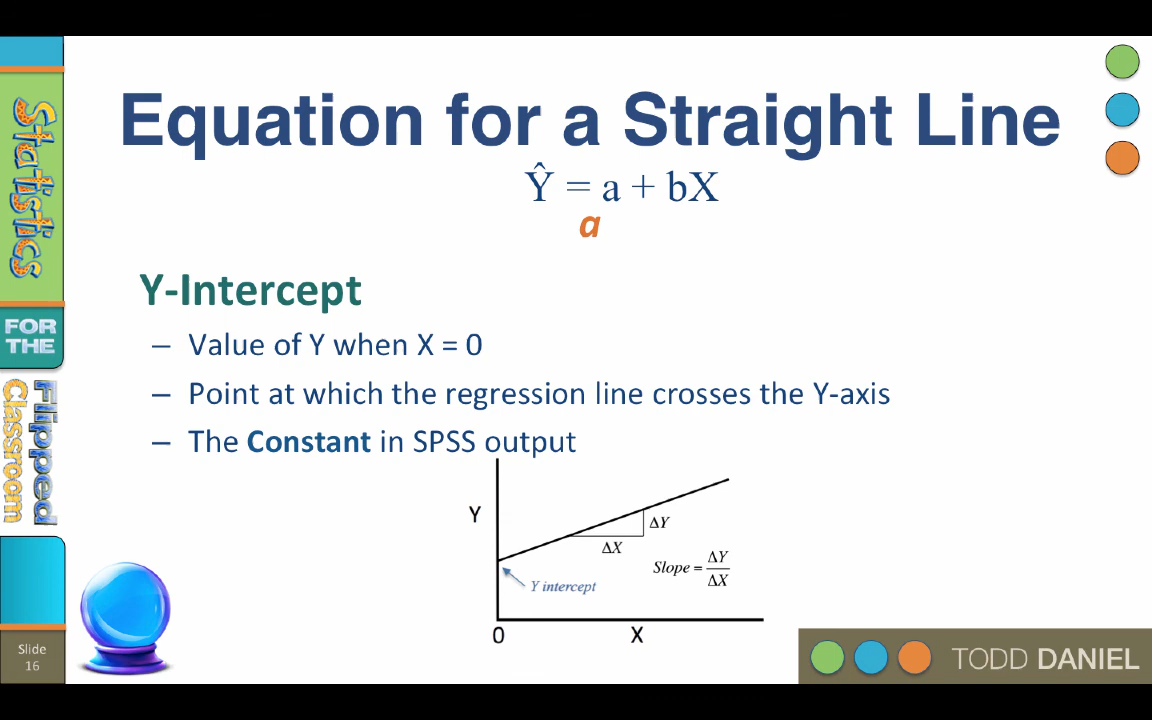 Equation for a Straight Line
Ŷ = a + bX
a
Y-Intercept
– Value of Y when X = 0
– Point at which the regression line crosses the Y-axis
– The Constant in SPSS output
Y
ΔY
ΔX
Slope = ΔY
ΔX
Y intercept
0
X
Statistics
FOR
THE
Flipped
Classroom
Slide
16
TODD DANIEL